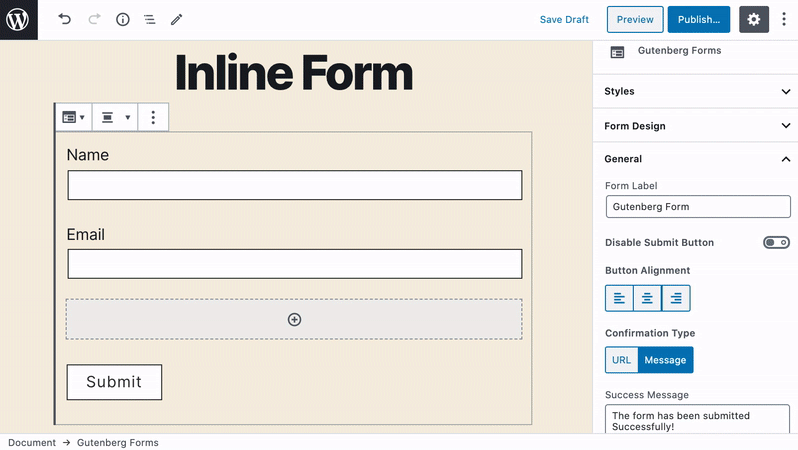 Save Draft
Preview
Publish...
Inline Form
Name
Email
Submit
Gutenberg Forms
Styles
Form Design
General
Form Label
Gutenberg Form
Disable Submit Button
Button Alignment
Confirmation Type
URL
Message
Success Message
The form has been submitted
Successfully!
Document → Gutenberg Forms